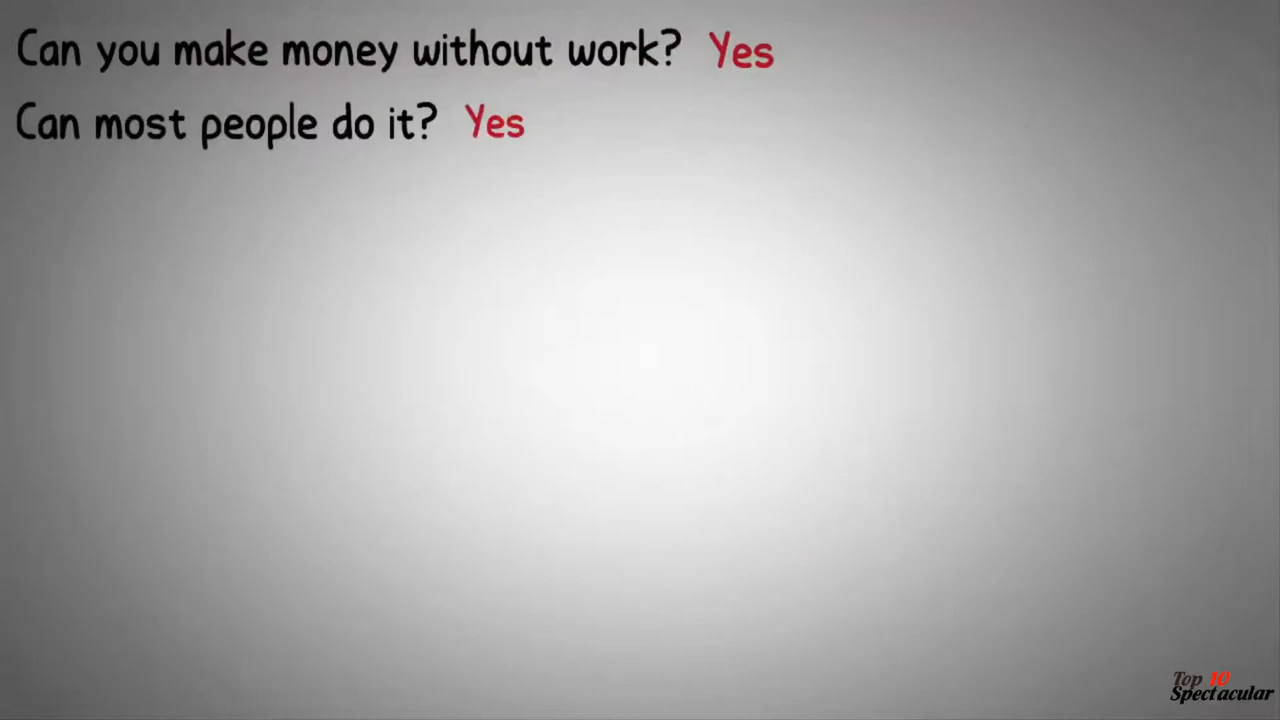 Can you make money without work? Yes
Can most people do it? Yes
Top 10
Spectacular